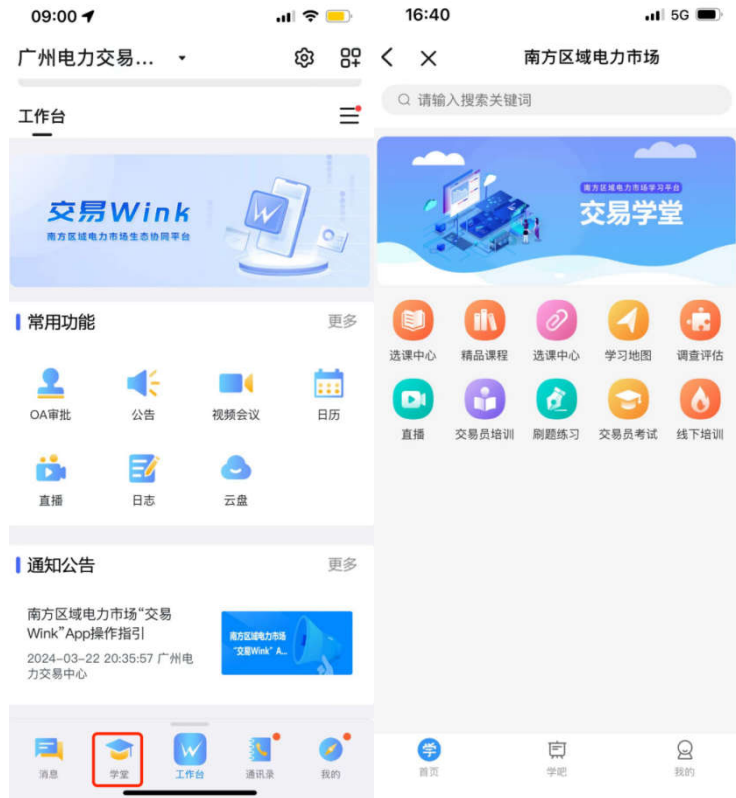 09:00
广州电力交易...
工作台
交易Wink
南方区域电力市场生态协同平台
常用功能
更多
OA审批
公告
视频会议
日历
直播
日志
云盘
通知公告
更多
南方区域电力市场“交易
Wink”App操作指引
2024-03-22 20:35:57 广州电
力交易中心
南方区域电力市场
“交易Wink” A...
消息
学堂
工作台
通讯录
我的
16:40
5G
南方区域电力市场
请输入搜索关键词
南方区域电力市场学习平台
交易学堂
选课中心
精品课程
选课中心
学习地图
调查评估
直播
交易员培训
刷题练习
交易员考试
线下培训
学
首页
学吧
我的